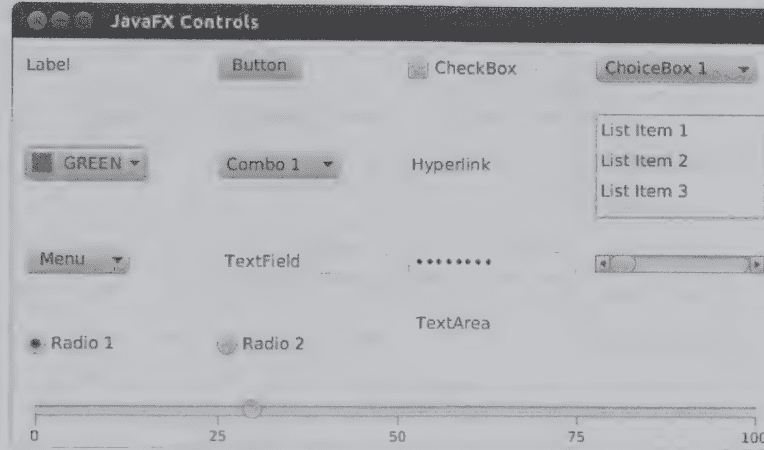 JavaFX Controls
Label Button CheckBox ChoiceBox 1
GREEN Combo 1 Hyperlink List Item 1
List Item 2
List Item 3
Menu TextField ••••••••
Radio 1 Radio 2 TextArea
0 25 50 75 100